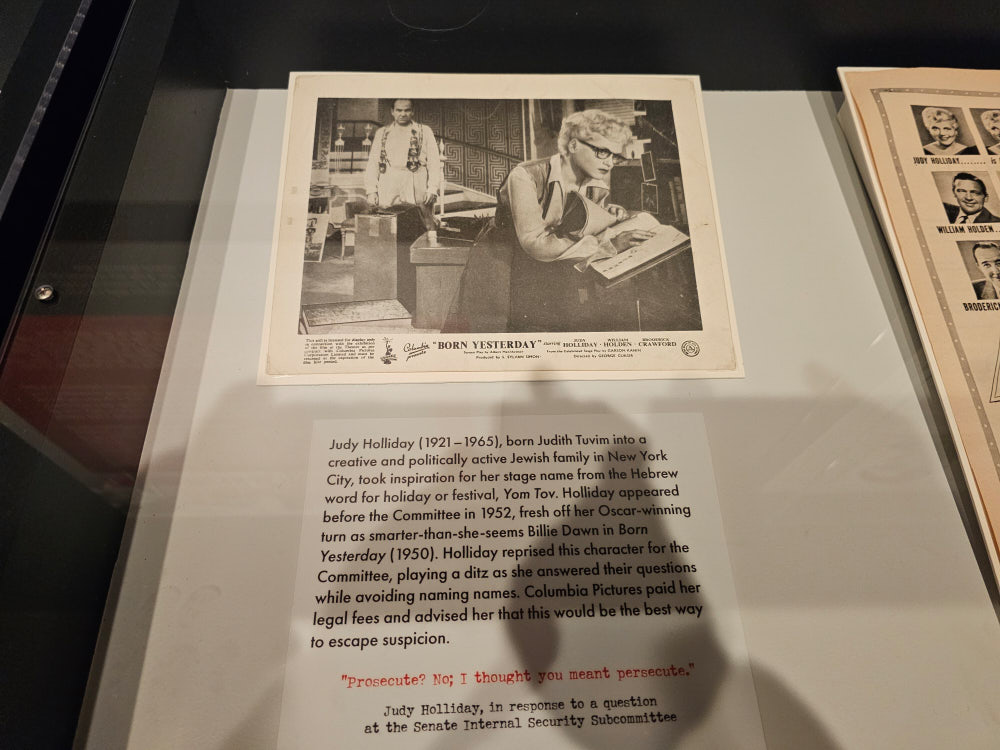 "BORN YESTERDAY" starring JUDY HOLLIDAY · WILLIAM HOLDEN · BRODERICK CRAWFORD
Columbia presents
Produced by S. SYLVAN SIMON
Directed by GEORGE CUKOR
JUDY HOLLIDAY........ is
WILLIAM HOLDEN..
BRODERICK
Judy Holliday (1921–1965), born Judith Tuvim into a
creative and politically active Jewish family in New York
City, took inspiration for her stage name from the Hebrew
word for holiday or festival, Yom Tov. Holliday appeared
before the Committee in 1952, fresh off her Oscar-winning
turn as smarter-than-she-seems Billie Dawn in Born
Yesterday (1950). Holliday reprised this character for the
Committee, playing a ditz as she answered their questions
while avoiding naming names. Columbia Pictures paid her
legal fees and advised her that this would be the best way
to escape suspicion.
"Prosecute? No; I thought you meant persecute."
Judy Holliday, in response to a question
at the Senate Internal Security Subcommittee